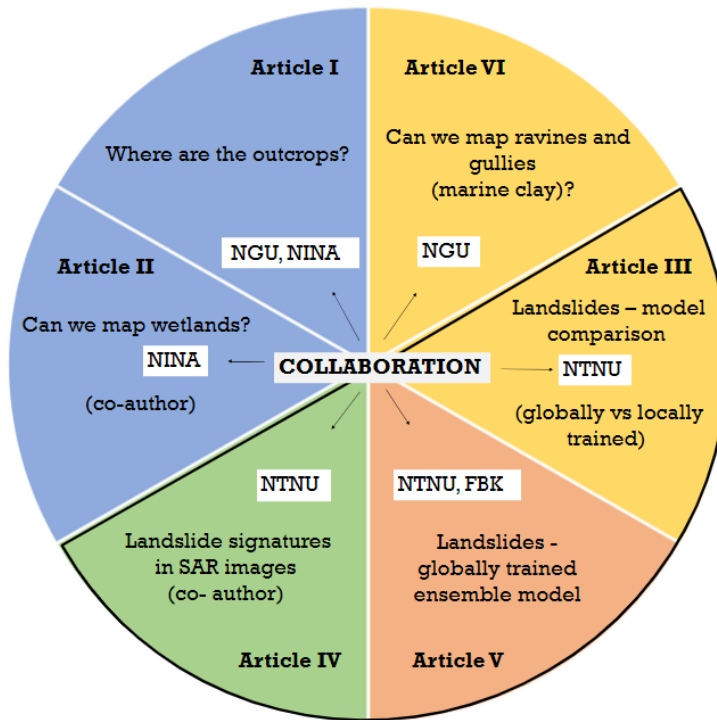 Article I
Where are the outcrops?
NGU, NINA
Article VI
Can we map ravines and
gullies
(marine clay)?
NGU
Article II
Can we map wetlands?
NINA
(co-author)
COLLABORATION
Article III
Landslides – model
comparison
NTNU
(globally vs locally
trained)
NTNU
Landslide signatures
in SAR images
(co- author)
Article IV
NTNU, FBK
Landslides -
globally trained
ensemble model
Article V